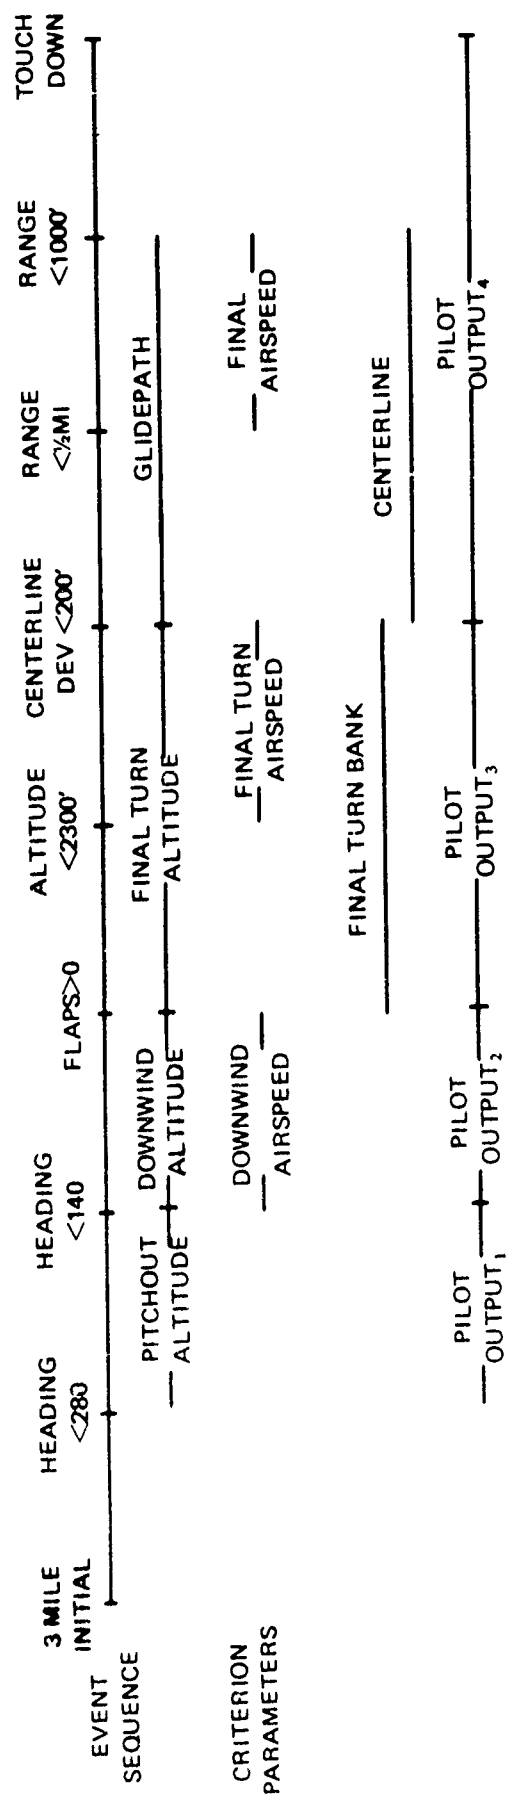 EVENT
SEQUENCE
3 MILE
INITIAL
HEADING
<280
HEADING
<140
FLAPS>0
ALTITUDE
<2300'
CENTERLINE
DEV <200'
RANGE
<½MI
RANGE
<1000'
TOUCH
DOWN
CRITERION
PARAMETERS
PITCHOUT
ALTITUDE
DOWNWIND
ALTITUDE
FINAL TURN
ALTITUDE
GLIDEPATH
DOWNWIND
AIRSPEED
FINAL TURN
AIRSPEED
FINAL
AIRSPEED
FINAL TURN BANK
CENTERLINE
PILOT
OUTPUT₁
PILOT
OUTPUT₂
PILOT
OUTPUT₃
PILOT
OUTPUT₄